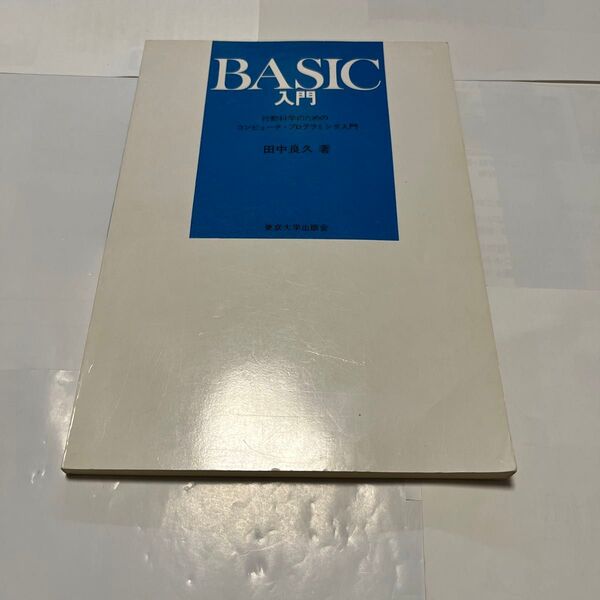 BASIC
入門
行動科学のための
コンピュータ・プログラミング入門
田中良久 著
東京大学出版会